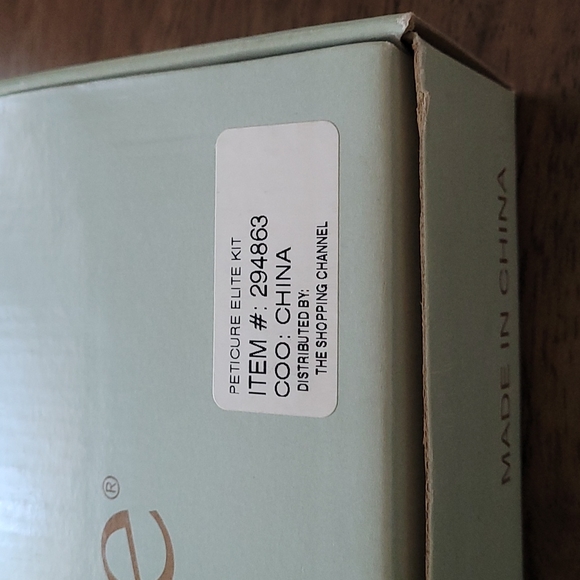 PETICURE ELITE KIT
ITEM #: 294863
COO: CHINA
DISTRIBUTED BY:
THE SHOPPING CHANNEL
MADE IN CHINA
e®